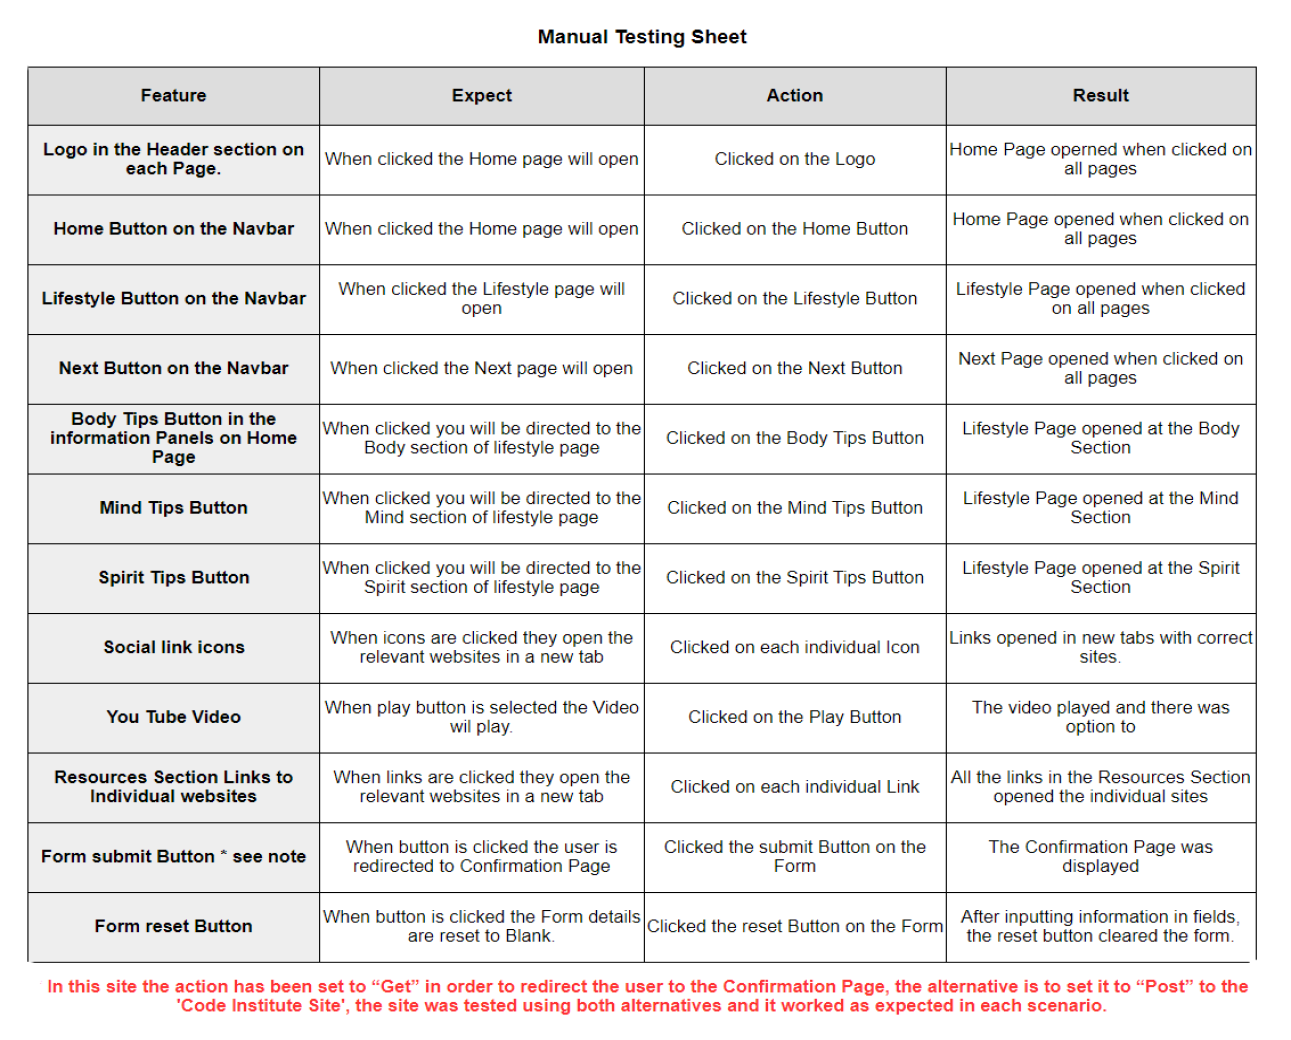 Manual Testing Sheet
Feature
Expect
Action
Result
Logo in the Header section on
each Page.
When clicked the Home page will open
Clicked on the Logo
Home Page operned when clicked on
all pages
Home Button on the Navbar
When clicked the Home page will open
Clicked on the Home Button
Home Page opened when clicked on
all pages
Lifestyle Button on the Navbar
When clicked the Lifestyle page will
open
Clicked on the Lifestyle Button
Lifestyle Page opened when clicked
on all pages
Next Button on the Navbar
When clicked the Next page will open
Clicked on the Next Button
Next Page opened when clicked on
all pages
Body Tips Button in the
information Panels on Home
Page
When clicked you will be directed to the
Body section of lifestyle page
Clicked on the Body Tips Button
Lifestyle Page opened at the Body
Section
Mind Tips Button
When clicked you will be directed to the
Mind section of lifestyle page
Clicked on the Mind Tips Button
Lifestyle Page opened at the Mind
Section
Spirit Tips Button
When clicked you will be directed to the
Spirit section of lifestyle page
Clicked on the Spirit Tips Button
Lifestyle Page opened at the Spirit
Section
Social link icons
When icons are clicked they open the
relevant websites in a new tab
Clicked on each individual Icon
Links opened in new tabs with correct
sites.
You Tube Video
When play button is selected the Video
wil play.
Clicked on the Play Button
The video played and there was
option to
Resources Section Links to
Individual websites
When links are clicked they open the
relevant websites in a new tab
Clicked on each individual Link
All the links in the Resources Section
opened the individual sites
Form submit Button * see note
When button is clicked the user is
redirected to Confirmation Page
Clicked the submit Button on the
Form
The Confirmation Page was
displayed
Form reset Button
When button is clicked the Form details
are reset to Blank.
Clicked the reset Button on the Form
After inputting information in fields,
the reset button cleared the form.
In this site the action has been set to “Get” in order to redirect the user to the Confirmation Page, the alternative is to set it to “Post” to the
'Code Institute Site', the site was tested using both alternatives and it worked as expected in each scenario.